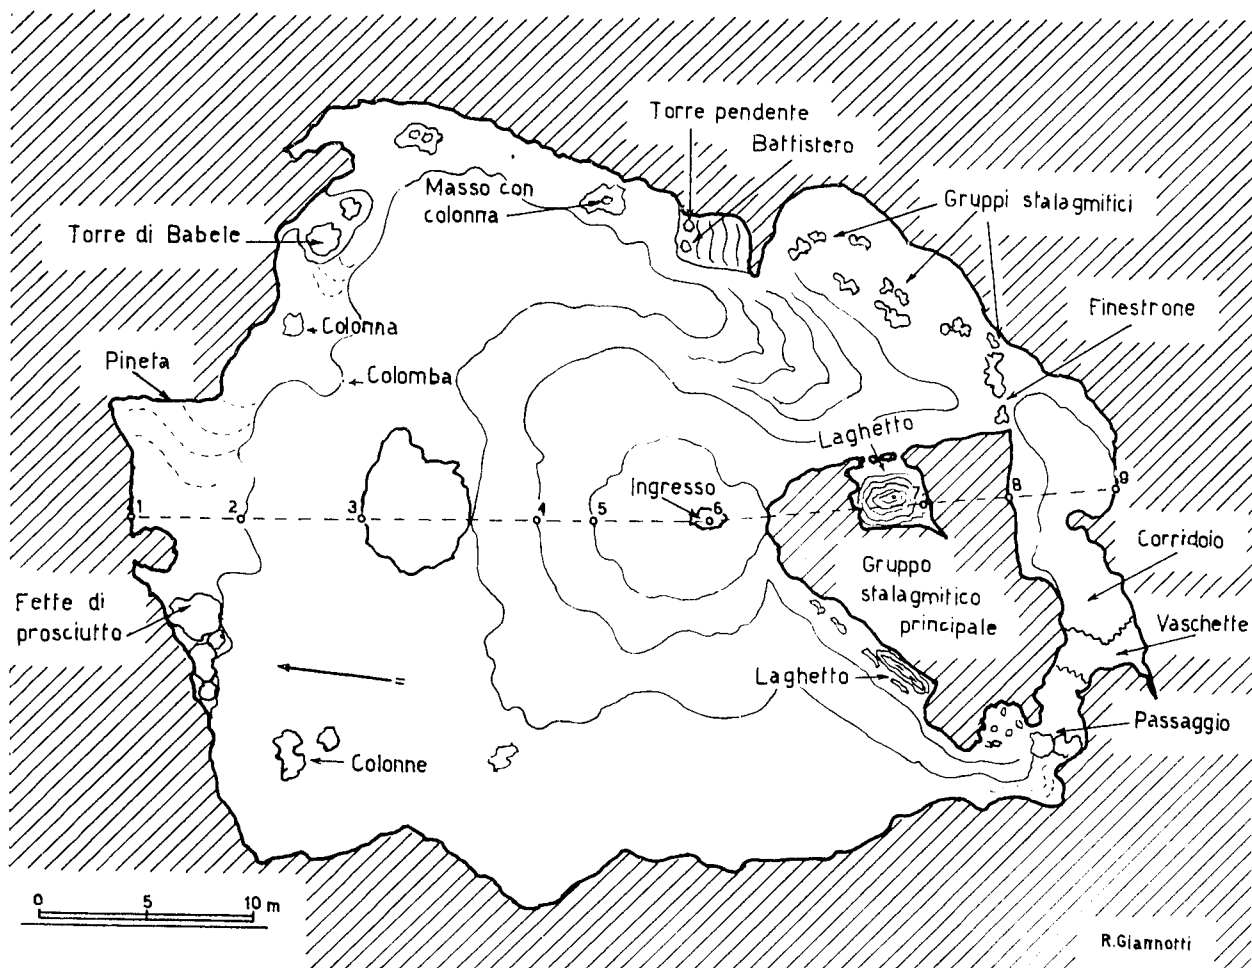 Torre pendente
Battistero
Masso con
colonna
Gruppi stalagmitici
Torre di Babele
Finestrone
Colonna
Pineta
Colomba
Laghetto
Ingresso
1 2 3 4 5 6 7 8 9
Corridoio
Gruppo
stalagmitico
principale
Fette di
prosciutto
Vaschette
Laghetto
Passaggio
Colonne
0 5 10 m
R.Giannotti